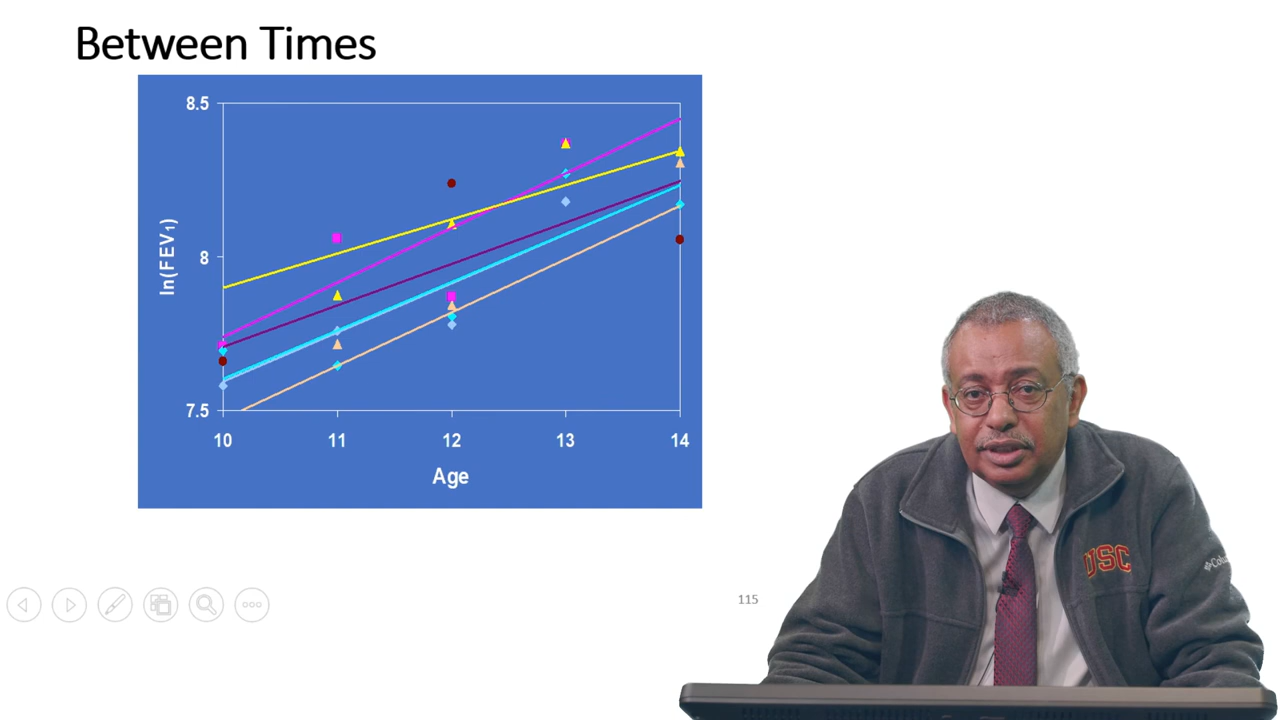 Between Times
8.5
8
7.5
ln(FEV₁)
10 11 12 13 14
Age
115
USC